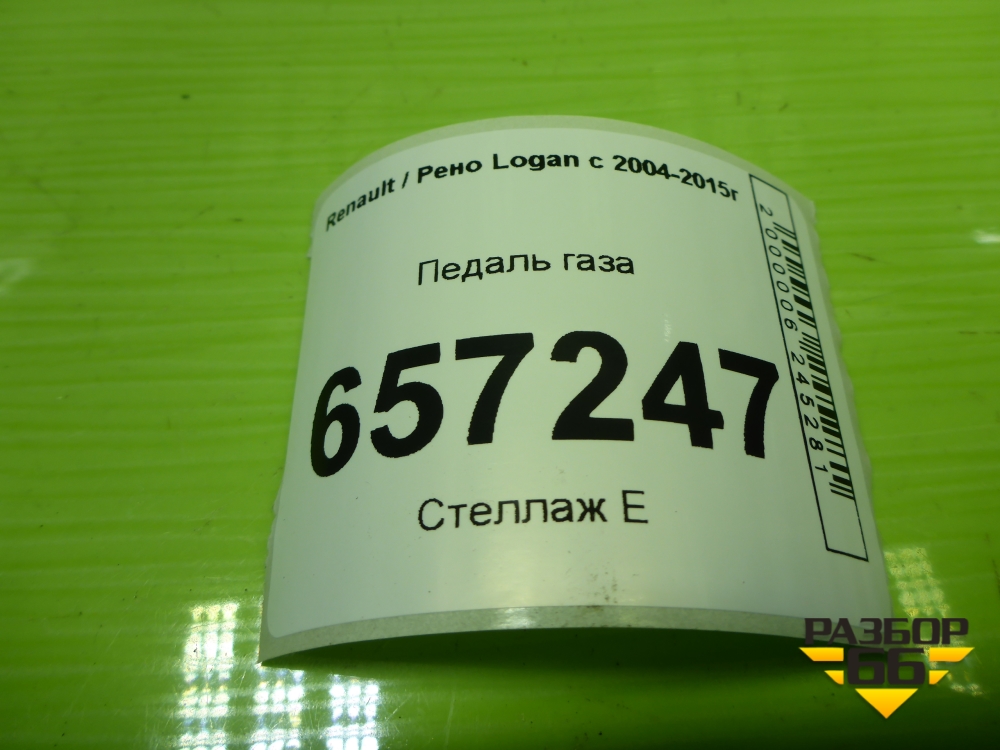 Renault / Рено Logan с 2004-2015г
Педаль газа
657247
Стеллаж Е
2000006245281
РАЗБОР
66